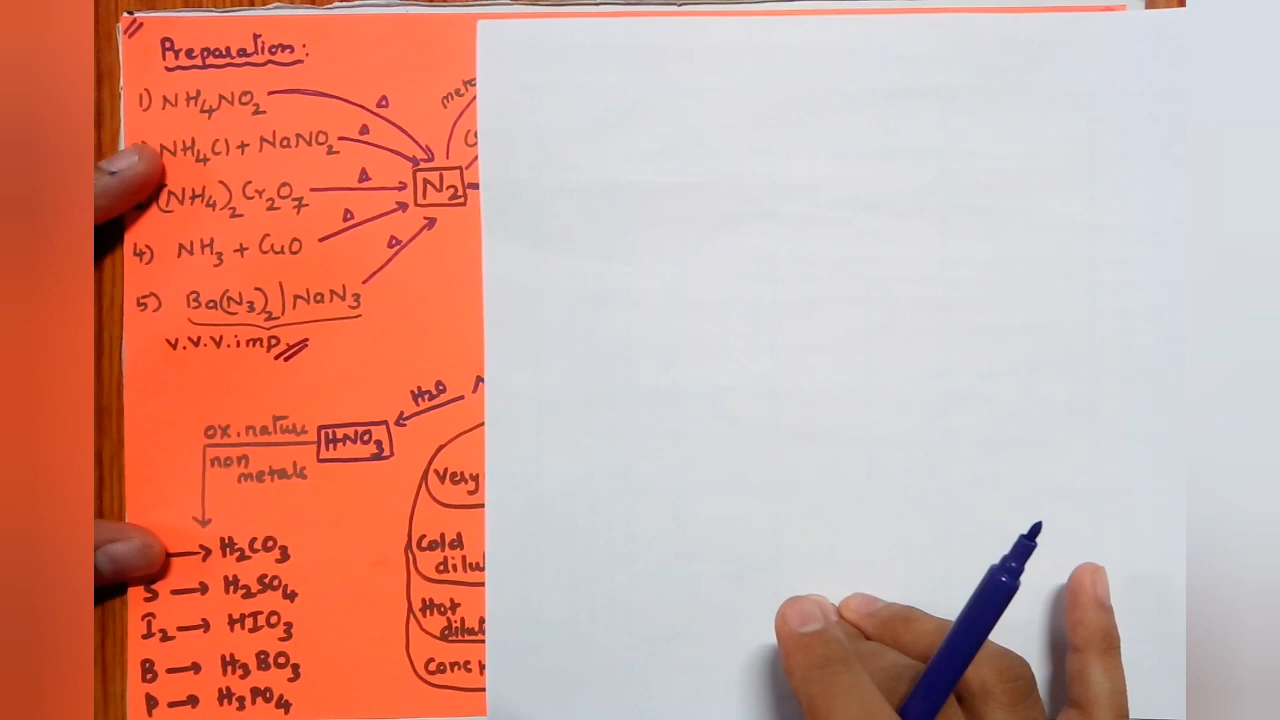 Preparation:
1) NH4NO2 Δ
NH4Cl + NaNO2 Δ
(NH4)2Cr2O7 Δ
4) NH3 + CuO Δ
5) Ba(N3)2 | NaN3 Δ
v.v.v.imp.
N2
H2O
HNO3
ox.nature
non
metals
→ H2CO3
S → H2SO4
I2 → HIO3
B → H3BO3
P → H3PO4
Very
Cold
Hot
Conc